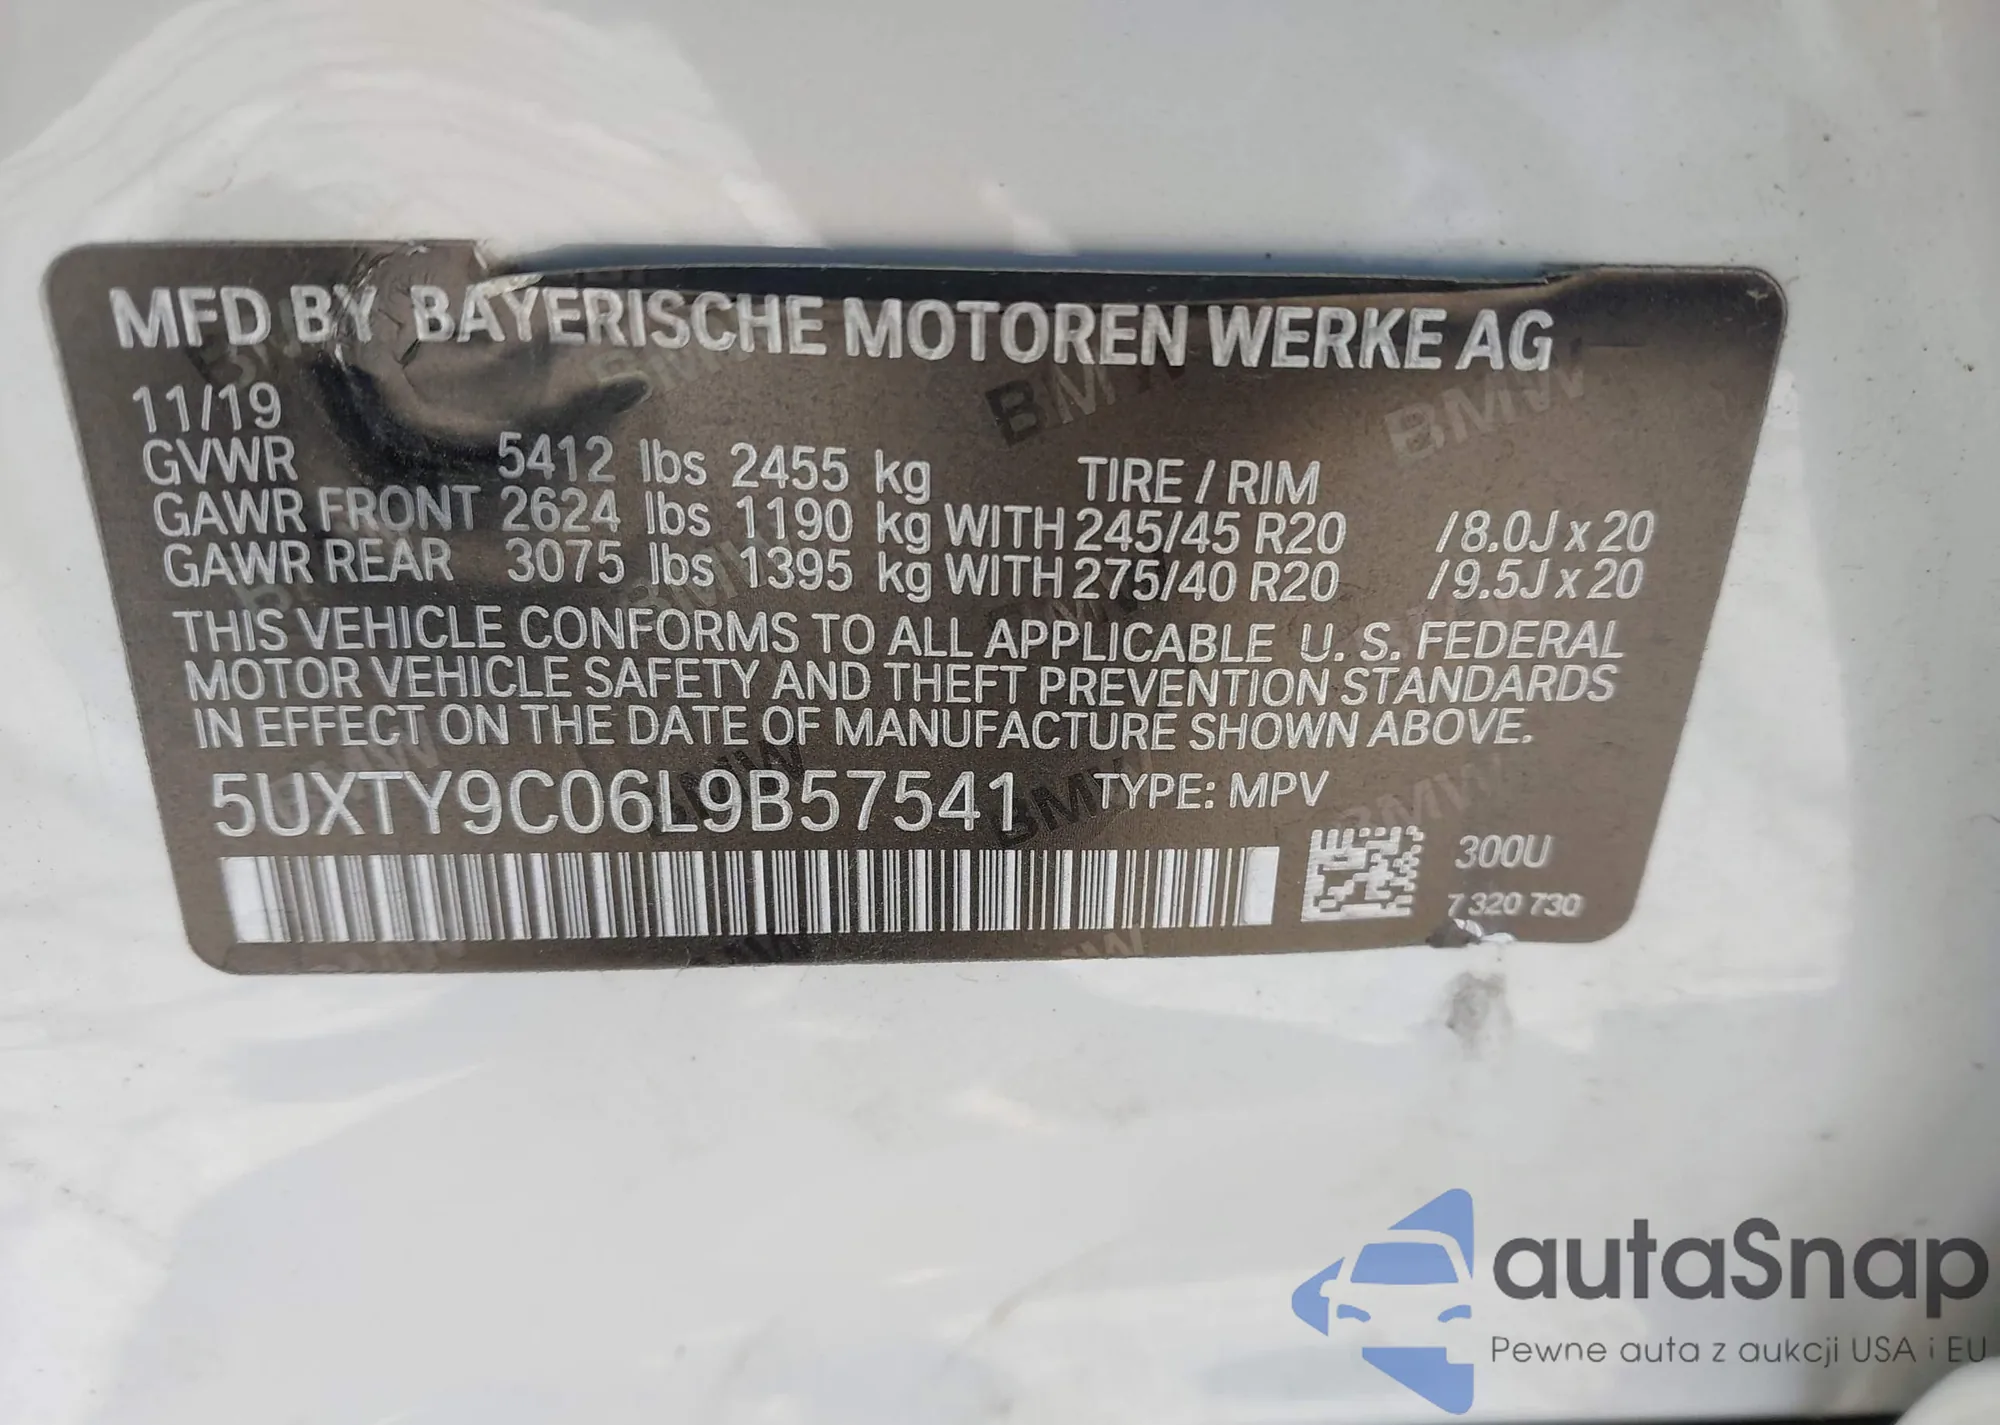 MFD BY BAYERISCHE MOTOREN WERKE AG
11/19
GVWR 5412 lbs 2455 kg TIRE / RIM
GAWR FRONT 2624 lbs 1190 kg WITH 245/45 R20 /8.0J x 20
GAWR REAR 3075 lbs 1395 kg WITH 275/40 R20 /9.5J x 20
THIS VEHICLE CONFORMS TO ALL APPLICABLE U. S. FEDERAL
MOTOR VEHICLE SAFETY AND THEFT PREVENTION STANDARDS
IN EFFECT ON THE DATE OF MANUFACTURE SHOWN ABOVE.
5UXTY9C06L9B57541 TYPE: MPV
300U
7 320 730
autaSnap
Pewne auta z aukcji USA i EU